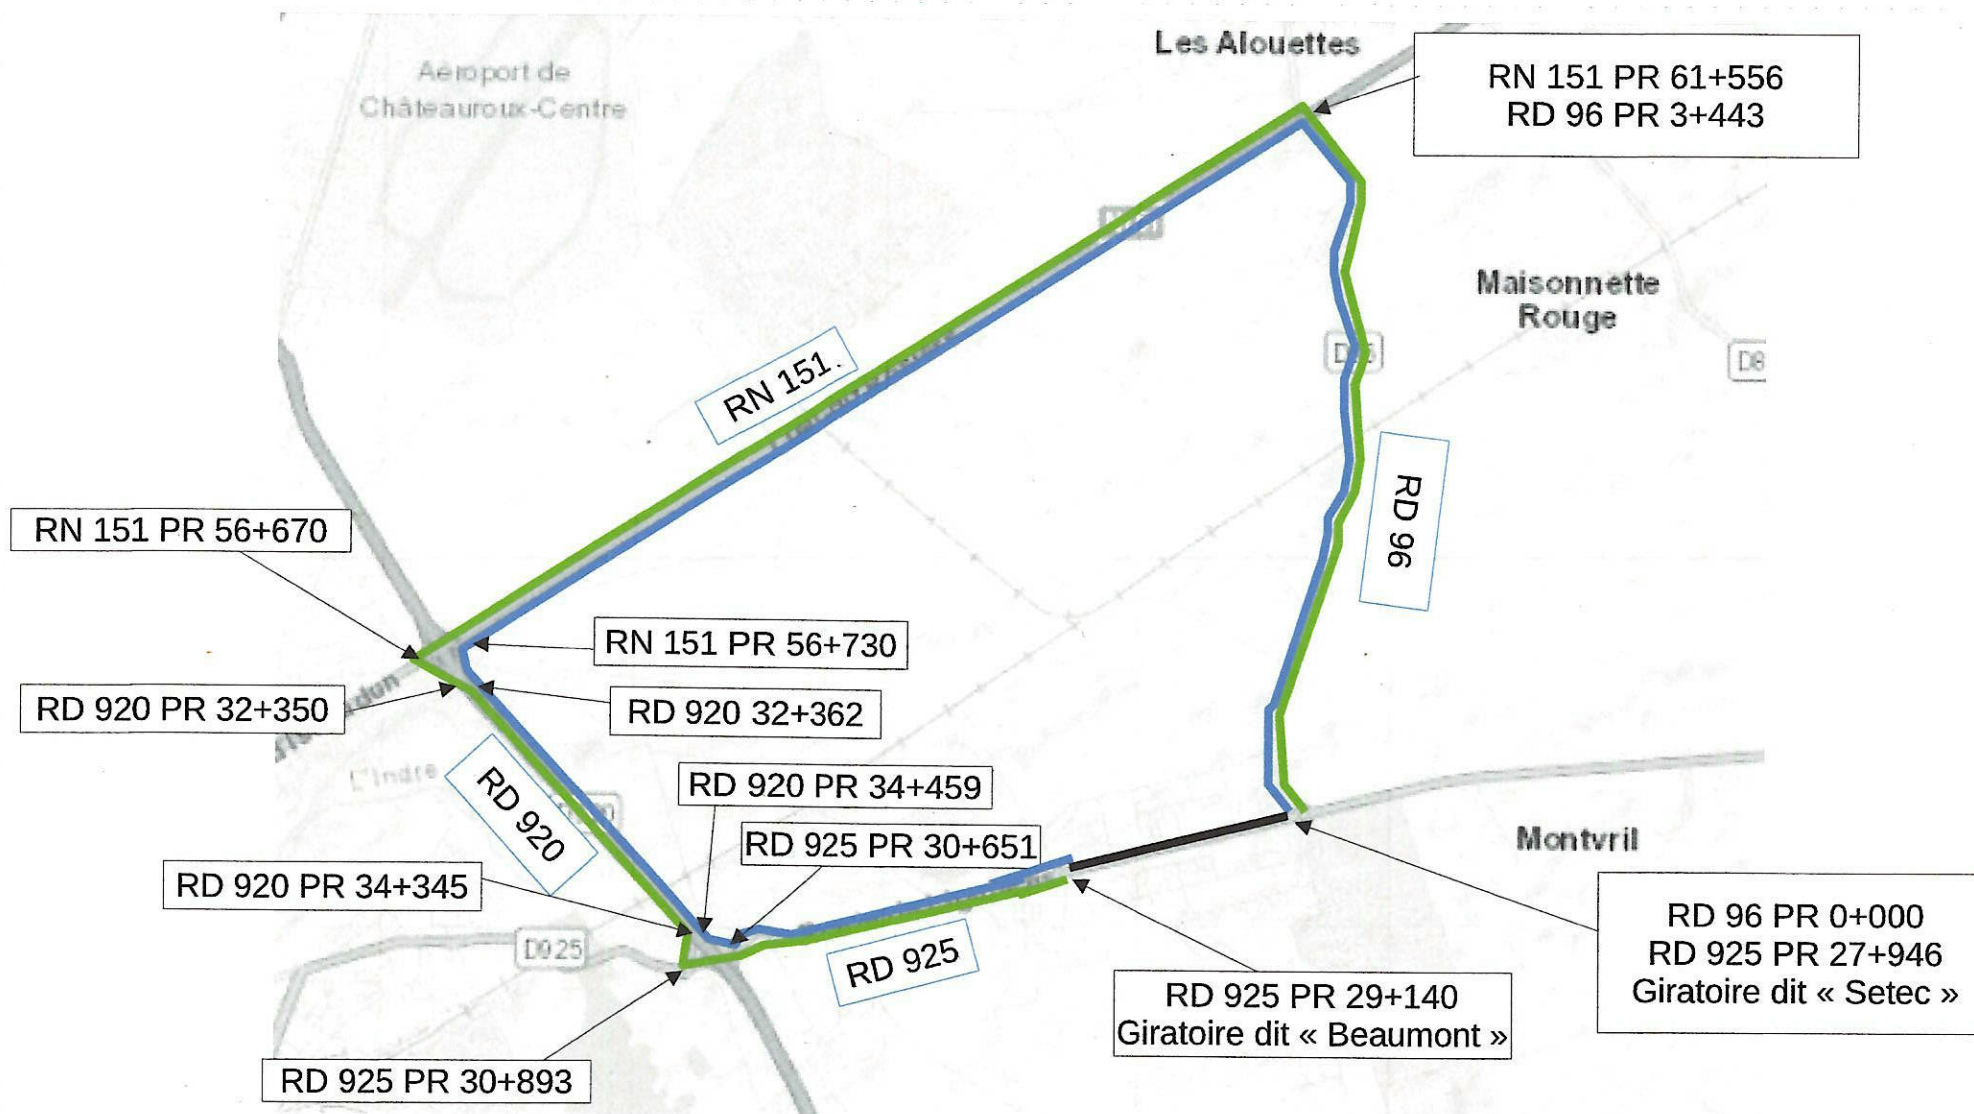 Les Alouettes
Aéroport de
Châteauroux-Centre
RN 151 PR 61+556
RD 96 PR 3+443
Maisonnette
Rouge
D8
RN 151.
RD 96
RN 151 PR 56+670
RN 151 PR 56+730
RD 920 PR 32+350
RD 920 32+362
L'Indre
RD 920
RD 920 PR 34+459
RD 925 PR 30+651
Montvril
RD 920 PR 34+345
D925
RD 925
RD 96 PR 0+000
RD 925 PR 27+946
Giratoire dit « Setec »
RD 925 PR 29+140
Giratoire dit « Beaumont »
RD 925 PR 30+893